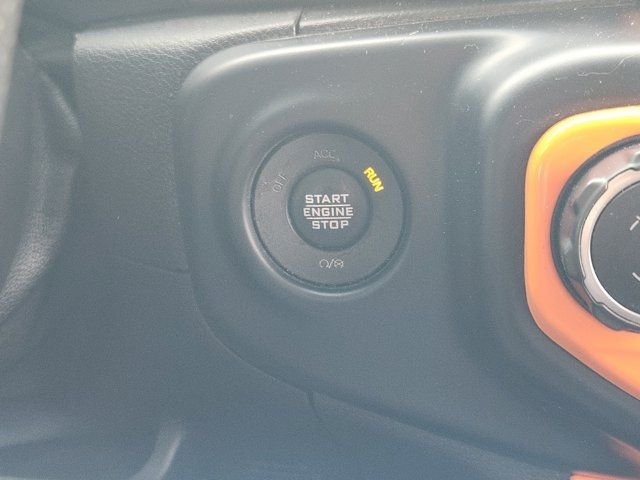 OFF ACC RUN
START
ENGINE
STOP